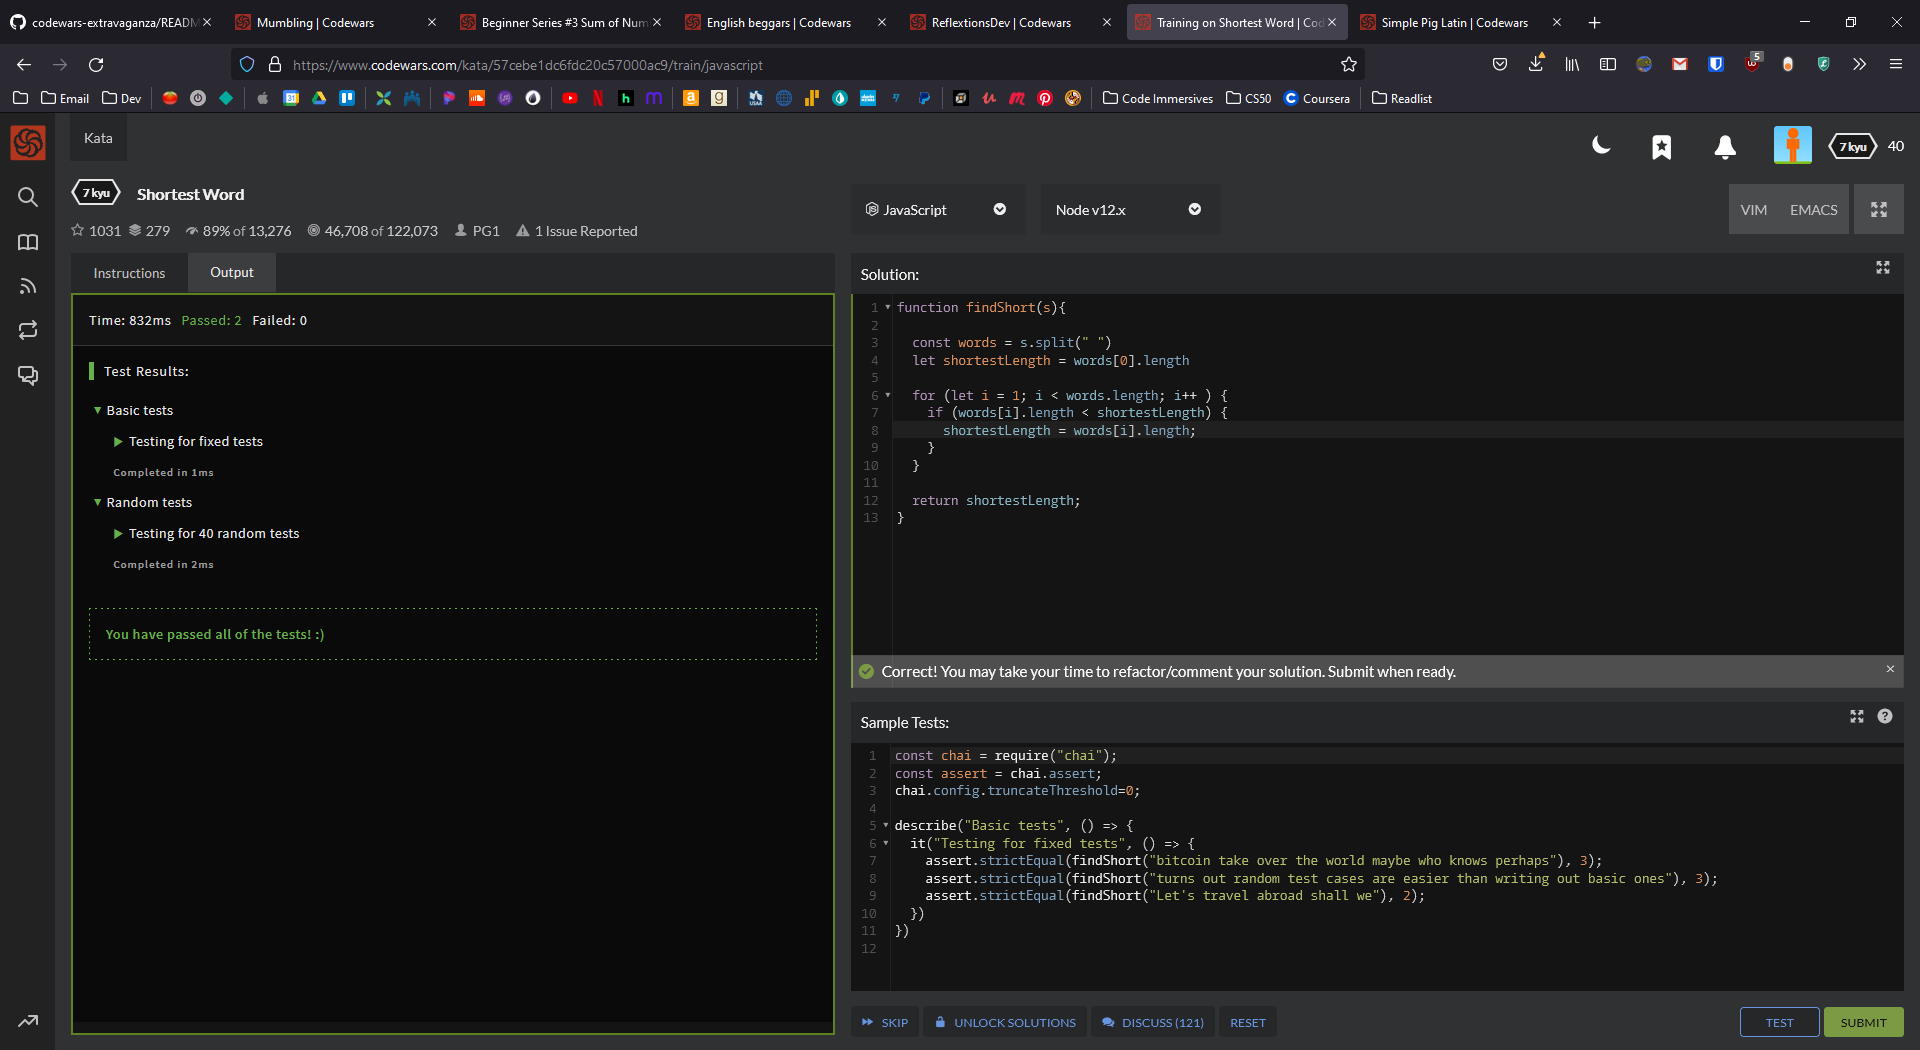 codewars-extravaganza/READM
Mumbling | Codewars
Beginner Series #3 Sum of Num
English beggars | Codewars
ReflextionsDev | Codewars
Training on Shortest Word | Cod
Simple Pig Latin | Codewars
https://www.codewars.com/kata/57cebe1dc6fdc20c57000ac9/train/javascript
5
Email
Dev
Code Immersives
CS50
Coursera
Readlist
Kata
7 kyu
40
7 kyu
Shortest Word
1031
279
89% of 13,276
46,708 of 122,073
PG1
1 Issue Reported
JavaScript
Node v12.x
VIM
EMACS
Instructions
Output
Time: 832ms Passed: 2 Failed: 0
Test Results:
Basic tests
Testing for fixed tests
Completed in 1ms
Random tests
Testing for 40 random tests
Completed in 2ms
You have passed all of the tests! :)
Solution:
1 function findShort(s){
2
3 const words = s.split(" ")
4 let shortestLength = words[0].length
5
6 for (let i = 1; i < words.length; i++ ) {
7 if (words[i].length < shortestLength) {
8 shortestLength = words[i].length;
9 }
10 }
11
12 return shortestLength;
13 }
Correct! You may take your time to refactor/comment your solution. Submit when ready.
Sample Tests:
1 const chai = require("chai");
2 const assert = chai.assert;
3 chai.config.truncateThreshold=0;
4
5 describe("Basic tests", () => {
6 it("Testing for fixed tests", () => {
7 assert.strictEqual(findShort("bitcoin take over the world maybe who knows perhaps"), 3);
8 assert.strictEqual(findShort("turns out random test cases are easier than writing out basic ones"), 3);
9 assert.strictEqual(findShort("Let's travel abroad shall we"), 2);
10 })
11 })
12
SKIP
UNLOCK SOLUTIONS
DISCUSS (121)
RESET
TEST
SUBMIT